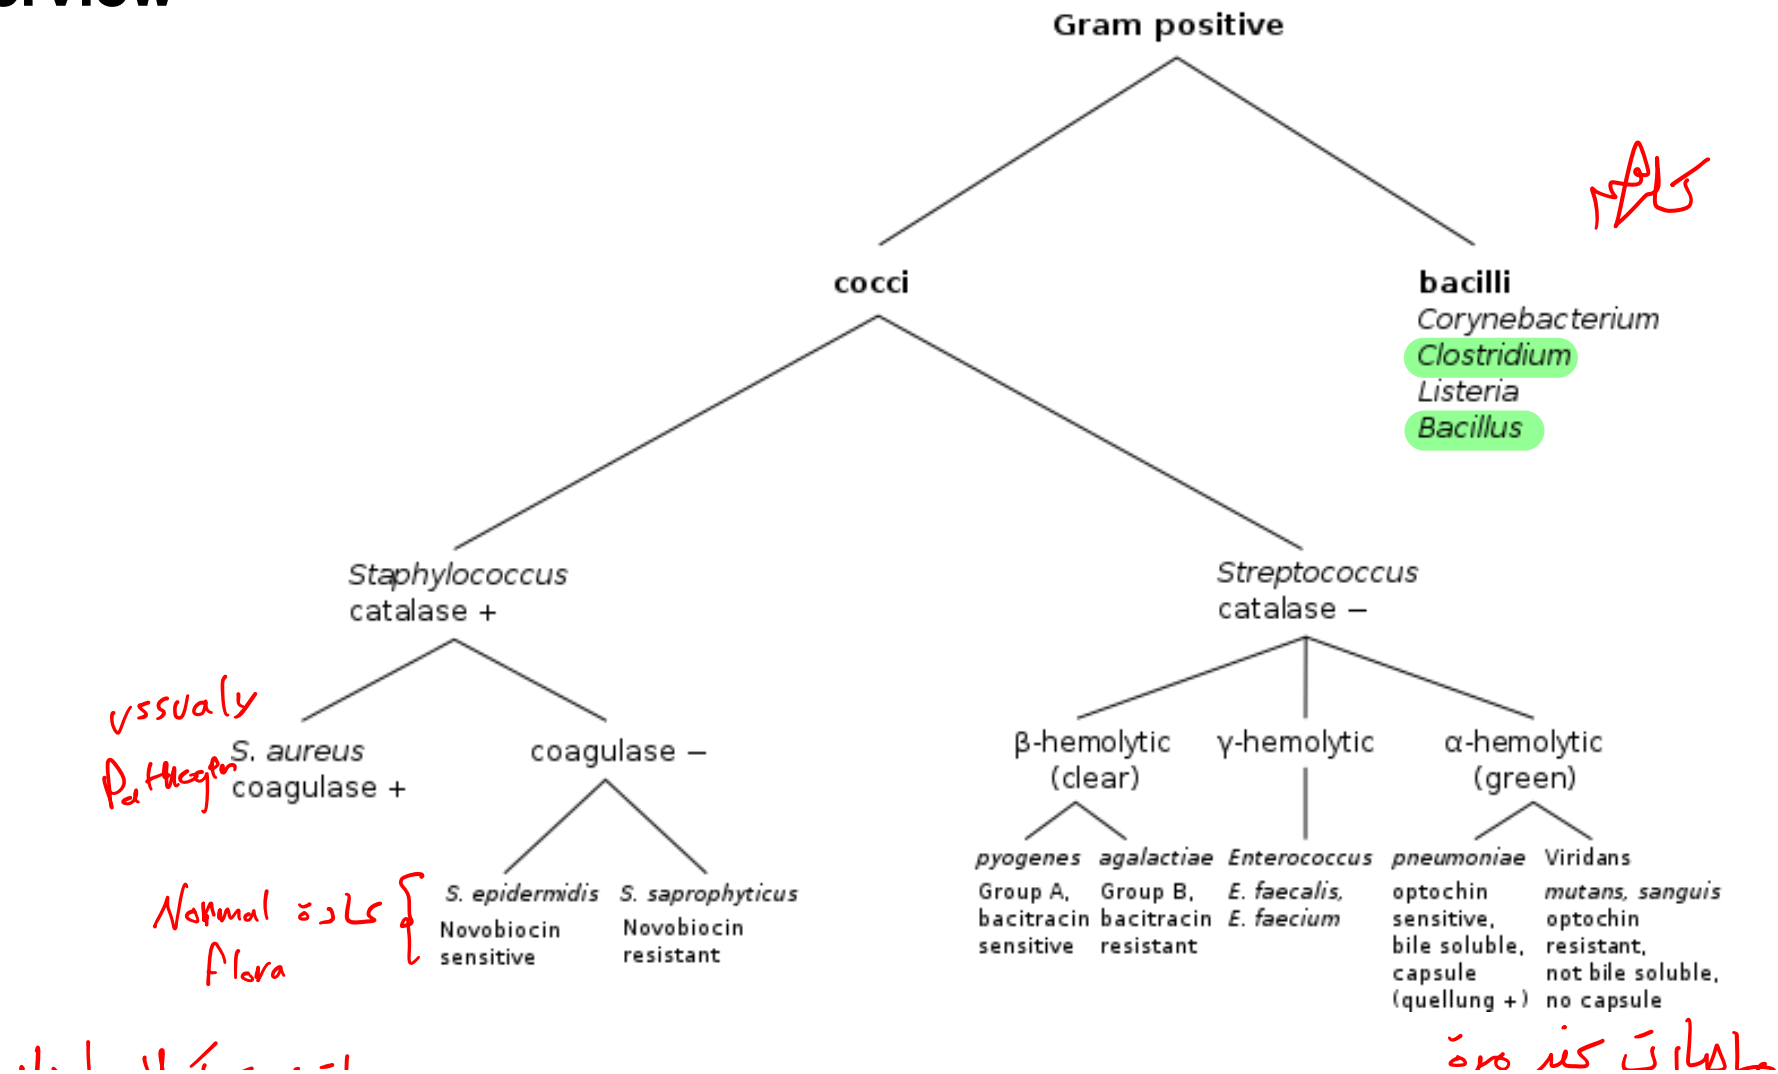 Gram positive
cocci
bacilli
Corynebacterium
Clostridium
Listeria
Bacillus
Staphylococcus
catalase +
Streptococcus
catalase −
ussualy
Pathogen
S. aureus
coagulase +
coagulase −
β-hemolytic
(clear)
γ-hemolytic
α-hemolytic
(green)
Normal عادة
flora
S. epidermidis
Novobiocin
sensitive
S. saprophyticus
Novobiocin
resistant
pyogenes
Group A,
bacitracin
sensitive
agalactiae
Group B,
bacitracin
resistant
Enterococcus
E. faecalis,
E. faecium
pneumoniae
optochin
sensitive,
bile soluble,
capsule
(quellung +)
Viridans
mutans, sanguis
optochin
resistant,
not bile soluble,
no capsule